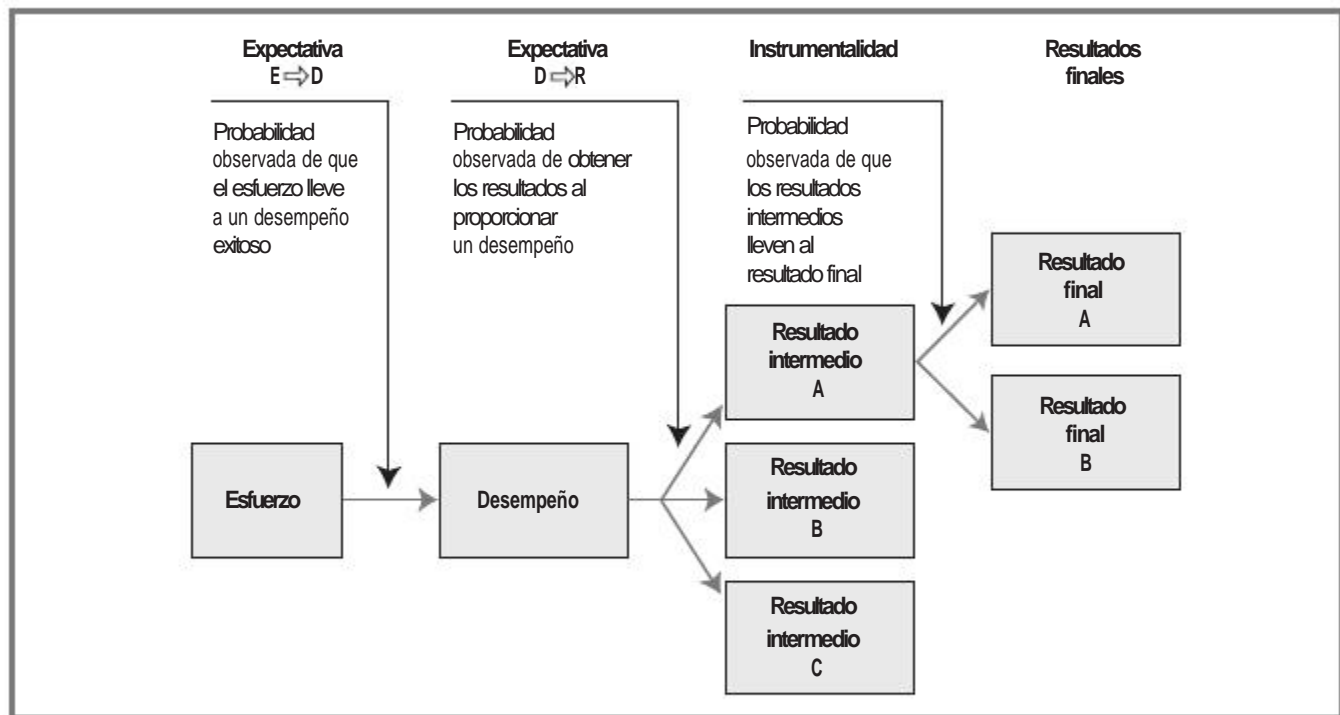 Expectativa
E ⇨ D
Probabilidad
observada de que
el esfuerzo lleve
a un desempeño
exitoso
Expectativa
D ⇨ R
Probabilidad
observada de obtener
los resultados al
proporcionar
un desempeño
Instrumentalidad
Probabilidad
observada de que
los resultados
intermedios
lleven al
resultado final
Resultados
finales
Esfuerzo
Desempeño
Resultado
intermedio
A
Resultado
intermedio
B
Resultado
intermedio
C
Resultado
final
A
Resultado
final
B